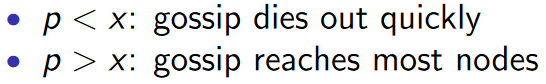 • p < x: gossip dies out quickly
• p > x: gossip reaches most nodes